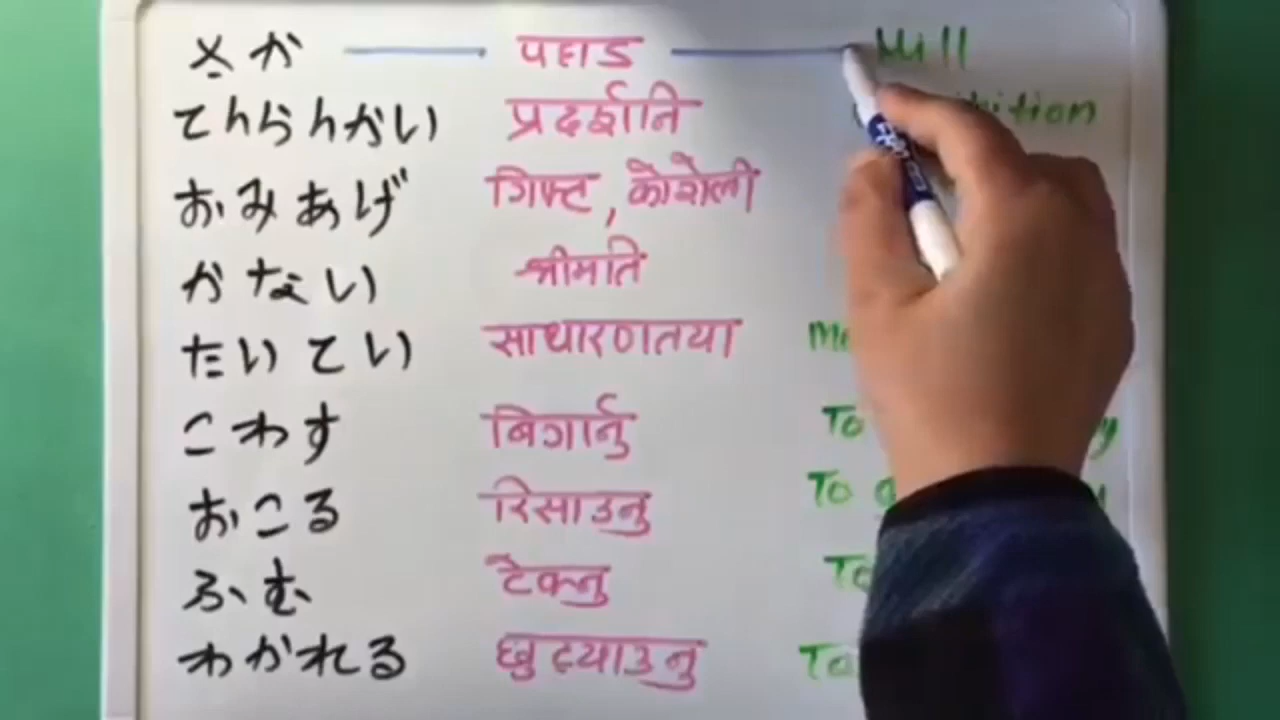 さか पहाड Hill
てんらんかい प्रदर्शनि
おみあげ गिफ्ट, कोशेली
かない श्रीमति
たいてい साधारणतया
こわす बिगार्नु To
おこる रिसाउनु To
ふむ टेक्नु To
わかれる छुट्याउनु To